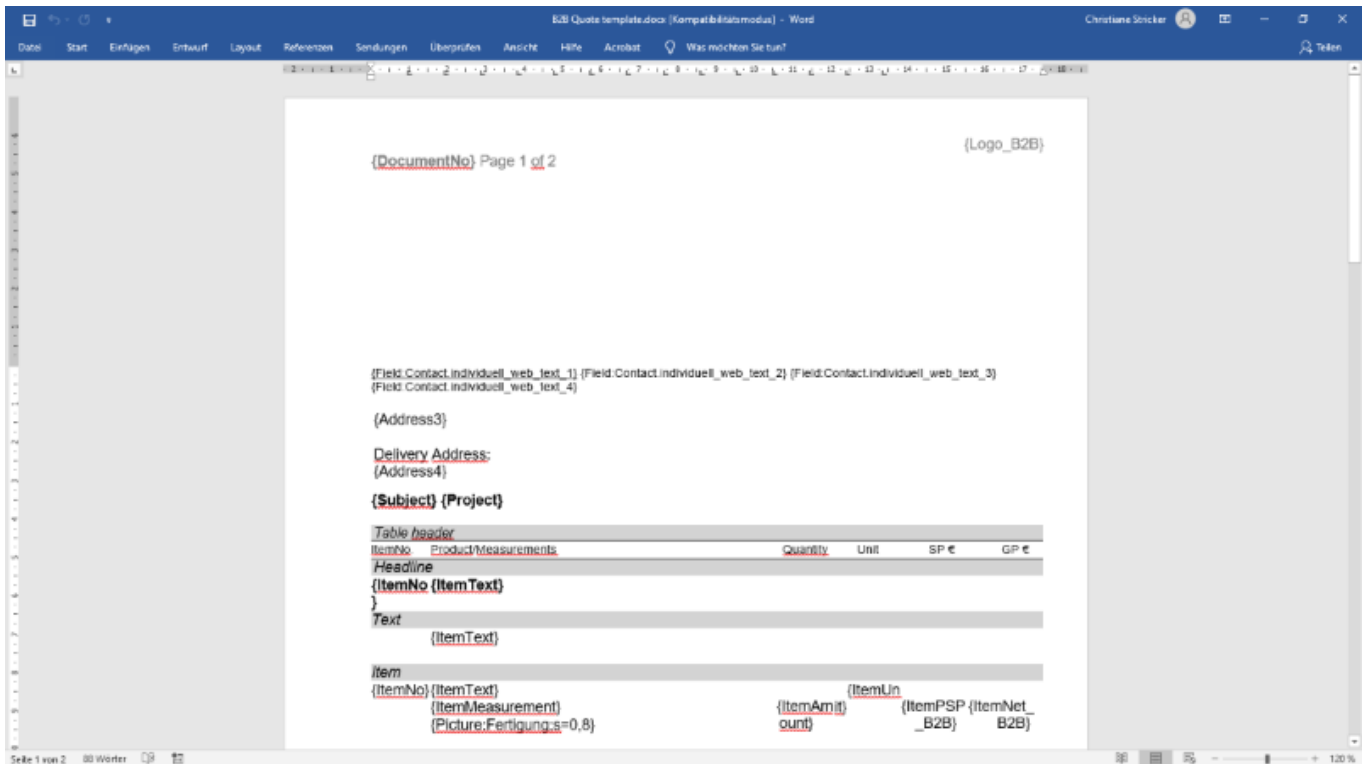 B2B Quote template.docx [Kompatibilitätsmodus] - Word
Christiane Stricker
Datei Start Einfügen Entwurf Layout Referenzen Sendungen Überprüfen Ansicht Hilfe Acrobat Was möchten Sie tun? Teilen
{Logo_B2B}
{DocumentNo} Page 1 of 2
{Field:Contact.individuell_web_text_1} {Field:Contact.individuell_web_text_2} {Field:Contact.individuell_web_text_3}
{Field:Contact.individuell_web_text_4}
{Address3}
Delivery Address:
{Address4}
{Subject} {Project}
Table header
ItemNo Product/Measurements Quantity Unit SP € GP €
Headline
{ItemNo {ItemText}
}
Text
{ItemText}
Item
{ItemNo} {ItemText} {ItemUn
{ItemMeasurement} {ItemAm it} {ItemPSP {ItemNet_
{Picture:Fertigung:s=0,8} ount} _B2B} B2B}
Seite 1 von 2 88 Wörter 120 %